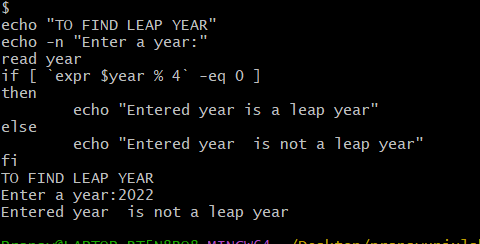 $
echo "TO FIND LEAP YEAR"
echo -n "Enter a year:"
read year
if [ `expr $year % 4` -eq 0 ]
then
        echo "Entered year is a leap year"
else
        echo "Entered year  is not a leap year"
fi
TO FIND LEAP YEAR
Enter a year:2022
Entered year  is not a leap year